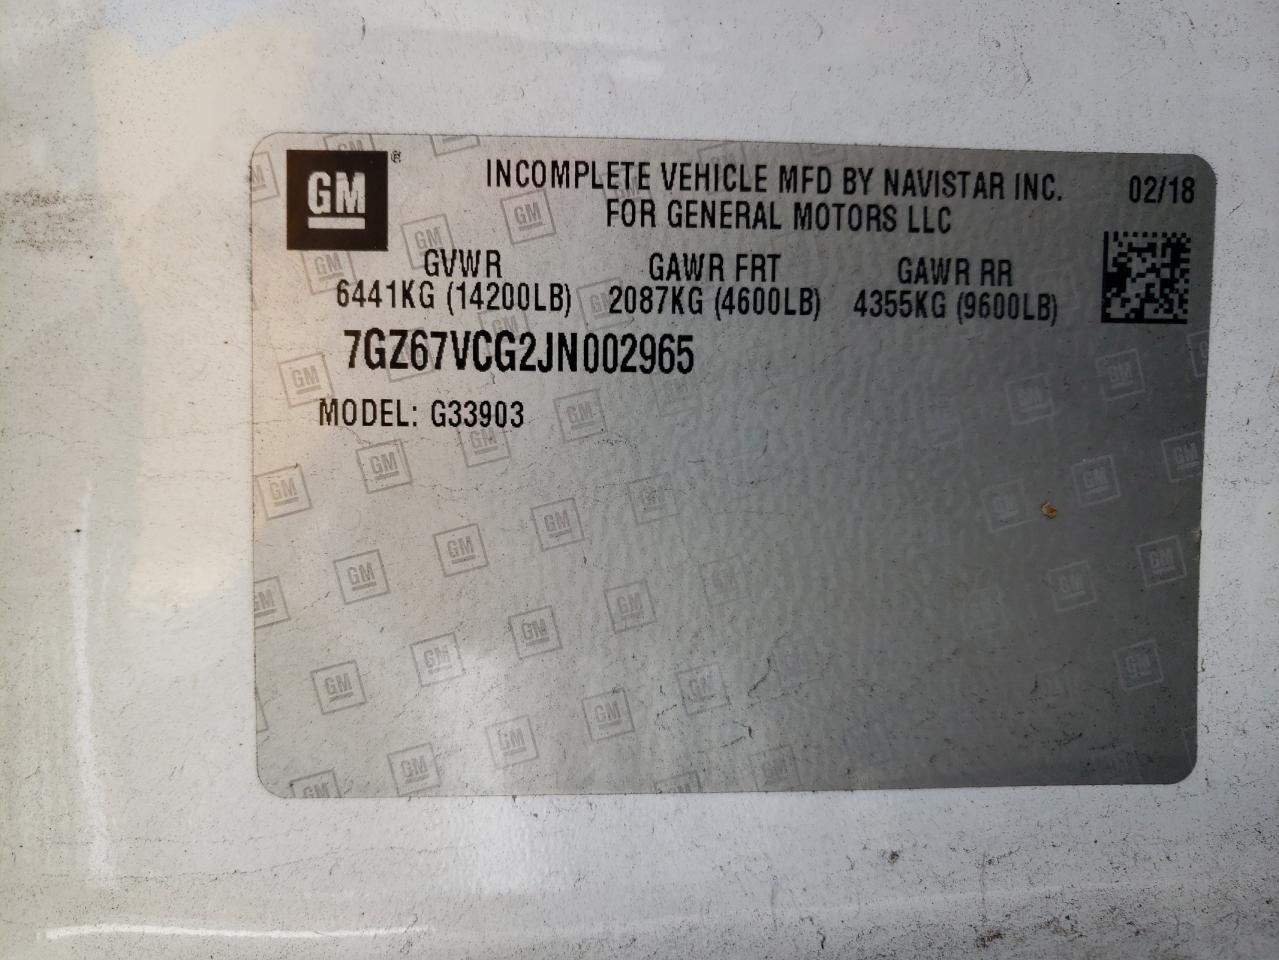 GM®
INCOMPLETE VEHICLE MFD BY NAVISTAR INC. 02/18
FOR GENERAL MOTORS LLC
GVWR GAWR FRT GAWR RR
6441KG (14200LB) 2087KG (4600LB) 4355KG (9600LB)
7GZ67VCG2JN002965
MODEL: G33903